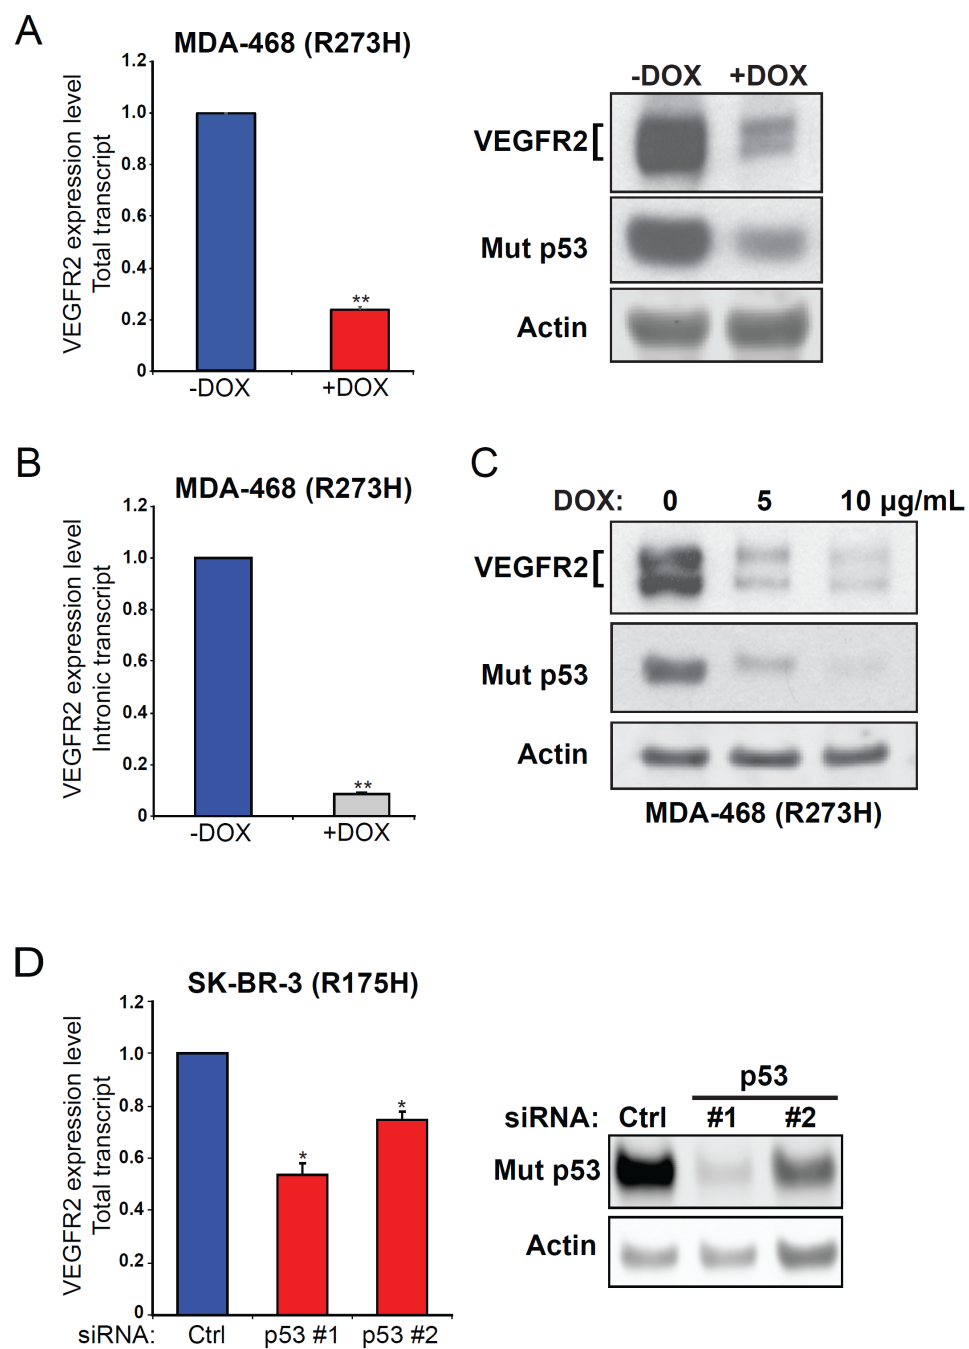 A
MDA-468 (R273H)
VEGFR2 expression level
Total transcript
1.2
1.0
0.8
0.6
0.4
0.2
0
**
-DOX +DOX
-DOX +DOX
VEGFR2
Mut p53
Actin
B
MDA-468 (R273H)
VEGFR2 expression level
Intronic transcript
1.2
1.0
0.8
0.6
0.4
0.2
0
**
-DOX +DOX
C
DOX: 0 5 10 µg/mL
VEGFR2
Mut p53
Actin
MDA-468 (R273H)
D
SK-BR-3 (R175H)
VEGFR2 expression level
Total transcript
1.2
1.0
0.8
0.6
0.4
0.2
0
*
*
siRNA: Ctrl p53 #1 p53 #2
p53
siRNA: Ctrl #1 #2
Mut p53
Actin